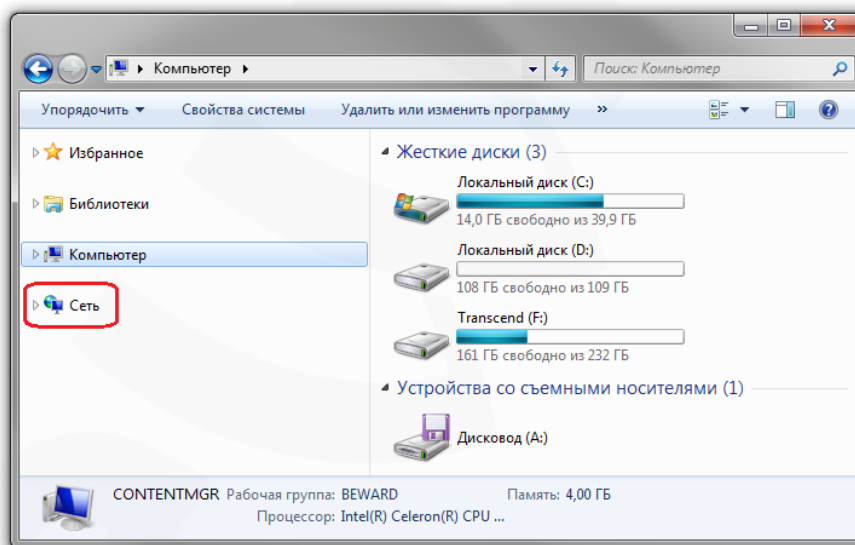 Компьютер
Поиск: Компьютер
Упорядочить
Свойства системы
Удалить или изменить программу
»
Избранное
Библиотеки
Компьютер
Сеть
Жесткие диски (3)
Локальный диск (C:)
14,0 ГБ свободно из 39,9 ГБ
Локальный диск (D:)
108 ГБ свободно из 109 ГБ
Transcend (F:)
161 ГБ свободно из 232 ГБ
Устройства со съемными носителями (1)
Дисковод (A:)
CONTENTMGR Рабочая группа: BEWARD Память: 4,00 ГБ
Процессор: Intel(R) Celeron(R) CPU ...